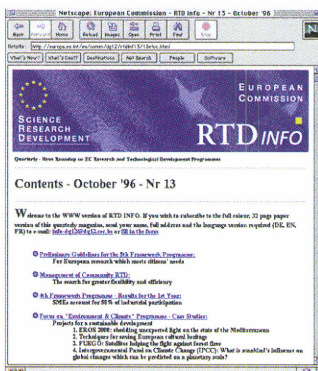 Netscape: European Commission - RTD info - Nr 13 - October '96
Back Forward Home Reload Images Open Print Find Stop
What's New? What's Cool? Destinations Net Search People Software
EUROPEAN
COMMISSION
SCIENCE
RESEARCH
DEVELOPMENT
RTD INFO
Quarterly - News Roundup on EC Research and Technological Development Programmes
Contents - October '96 - Nr 13
Welcome to the WWW version of RTD INFO. If you wish to subscribe to the full colour, 32 page paper
version of this quarterly magazine, send your name, full address and the language version required (DE, EN,
FR) to e-mail: info-dg12@dg12.cec.be or fill in the form
Preliminary Guidelines for the 5th Framework Programme:
For European research which meets citizens' needs
Management of Community RTD:
The search for greater flexibility and efficiency
4th Framework Programme - Results for the 1st Year:
SMEs account for 56% of industrial participation
Focus on "Environment & Climate" Programme - Case Studies:
Projects for a sustainable development
1. EROS 2000: shedding unexpected light on the state of the Mediterranean
2. Techniques for saving European cultural heritage
3. FUEGO: Satellites helping the fight against forest fires
4. Intergovernmental Panel on Climate Change (IPCC): What is mankind's influence on
global changes which can be predicted on a planetary scale?